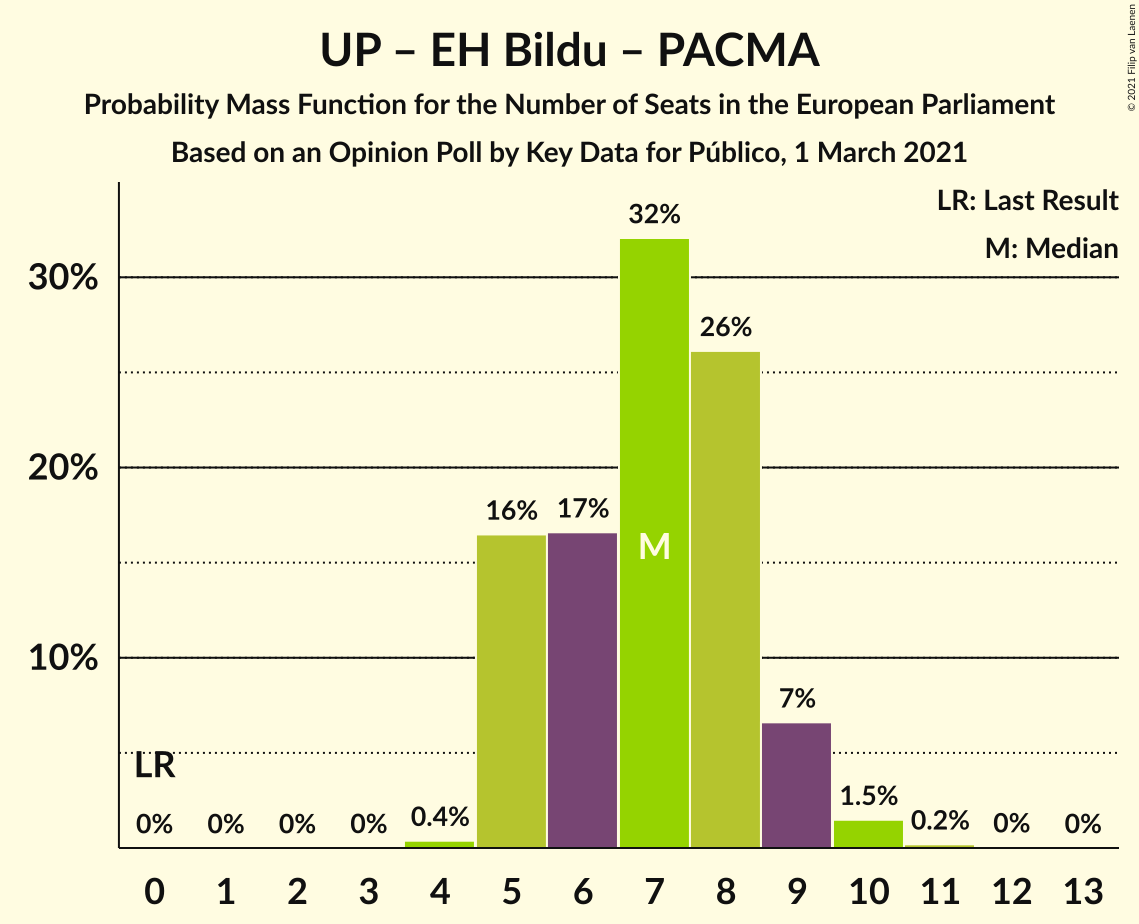 UP – EH Bildu – PACMA
Probability Mass Function for the Number of Seats in the European Parliament
Based on an Opinion Poll by Key Data for Público, 1 March 2021
© 2021 Filip van Laenen
LR: Last Result
M: Median
30%
20%
10%
32%
26%
16%
17%
M
7%
LR
0%
0%
0%
0%
0.4%
1.5%
0.2%
0%
0%
0 1 2 3 4 5 6 7 8 9 10 11 12 13